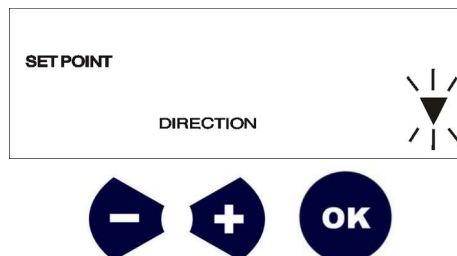 SET POINT
DIRECTION
- + OK